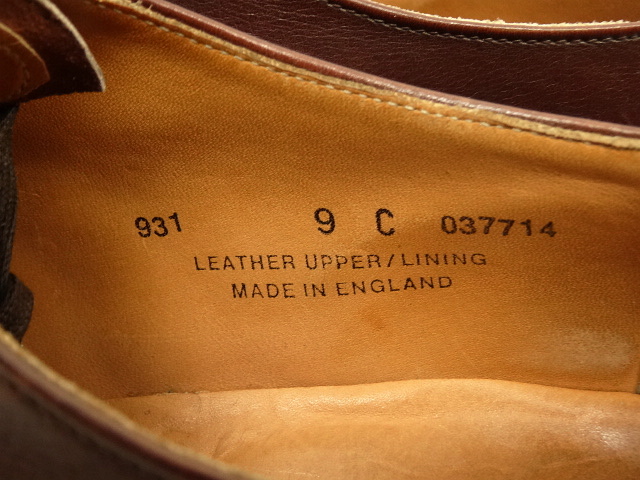 931 9 C 037714
LEATHER UPPER/LINING
MADE IN ENGLAND